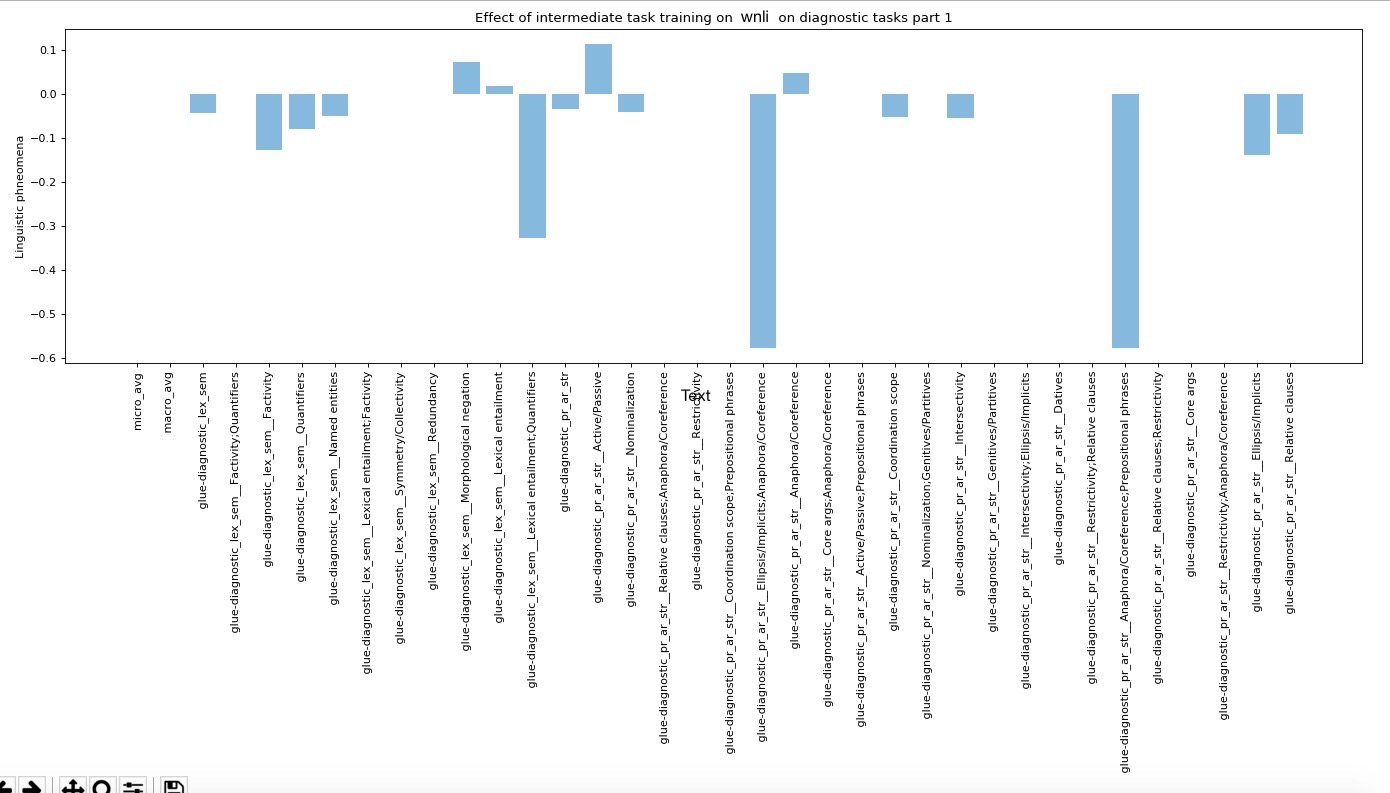 Effect of intermediate task training on wnli on diagnostic tasks part 1
Linguistic phneomena
0.1
0.0
−0.1
−0.2
−0.3
−0.4
−0.5
−0.6
micro_avg
macro_avg
glue-diagnostic_lex_sem
glue-diagnostic_lex_sem__Factivity;Quantifiers
glue-diagnostic_lex_sem__Factivity
glue-diagnostic_lex_sem__Quantifiers
glue-diagnostic_lex_sem__Named entities
glue-diagnostic_lex_sem__Lexical entailment;Factivity
glue-diagnostic_lex_sem__Symmetry/Collectivity
glue-diagnostic_lex_sem__Redundancy
glue-diagnostic_lex_sem__Morphological negation
glue-diagnostic_lex_sem__Lexical entailment
glue-diagnostic_lex_sem__Lexical entailment;Quantifiers
glue-diagnostic_pr_ar_str
glue-diagnostic_pr_ar_str__Active/Passive
glue-diagnostic_pr_ar_str__Nominalization
glue-diagnostic_pr_ar_str__Relative clauses;Anaphora/Coreference
glue-diagnostic_pr_ar_str__Restrictivity
glue-diagnostic_pr_ar_str__Coordination scope;Prepositional phrases
glue-diagnostic_pr_ar_str__Ellipsis/Implicits;Anaphora/Coreference
glue-diagnostic_pr_ar_str__Anaphora/Coreference
glue-diagnostic_pr_ar_str__Core args;Anaphora/Coreference
glue-diagnostic_pr_ar_str__Active/Passive;Prepositional phrases
glue-diagnostic_pr_ar_str__Coordination scope
glue-diagnostic_pr_ar_str__Nominalization;Genitives/Partitives
glue-diagnostic_pr_ar_str__Intersectivity
glue-diagnostic_pr_ar_str__Genitives/Partitives
glue-diagnostic_pr_ar_str__Intersectivity;Ellipsis/Implicits
glue-diagnostic_pr_ar_str__Datives
glue-diagnostic_pr_ar_str__Restrictivity;Relative clauses
glue-diagnostic_pr_ar_str__Anaphora/Coreference;Prepositional phrases
glue-diagnostic_pr_ar_str__Relative clauses;Restrictivity
glue-diagnostic_pr_ar_str__Core args
glue-diagnostic_pr_ar_str__Restrictivity;Anaphora/Coreference
glue-diagnostic_pr_ar_str__Ellipsis/Implicits
glue-diagnostic_pr_ar_str__Relative clauses
Text